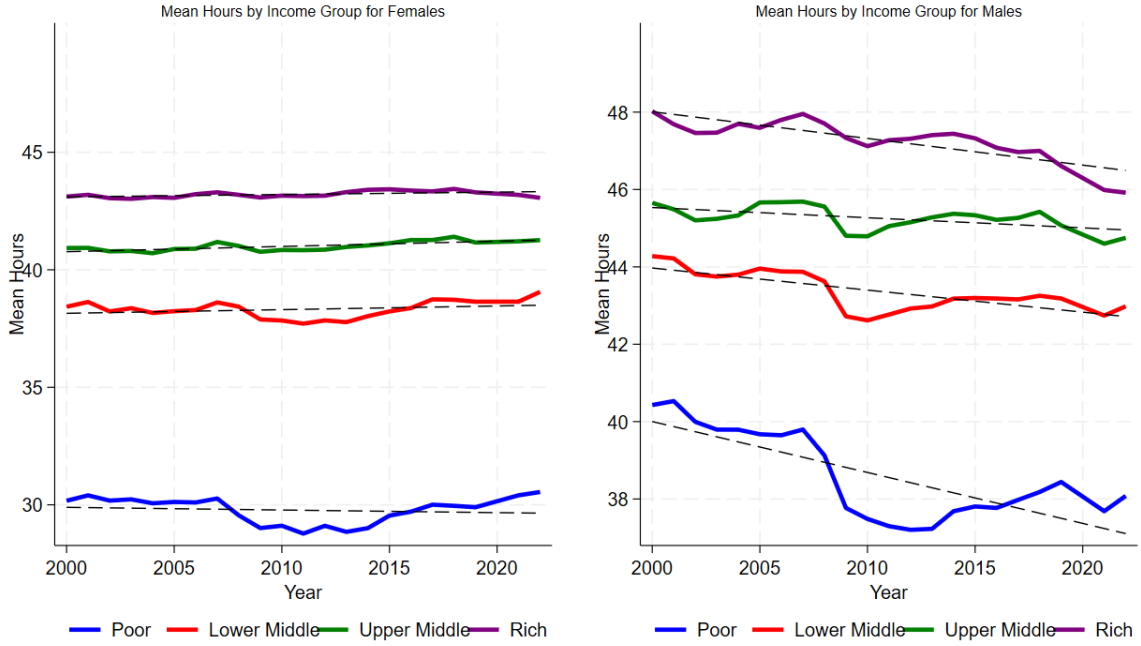 Mean Hours by Income Group for Females
Mean Hours
45
40
35
30
2000 2005 2010 2015 2020
Year
Poor Lower Middle Upper Middle Rich
Mean Hours by Income Group for Males
Mean Hours
48
46
44
42
40
38
2000 2005 2010 2015 2020
Year
Poor Lower Middle Upper Middle Rich